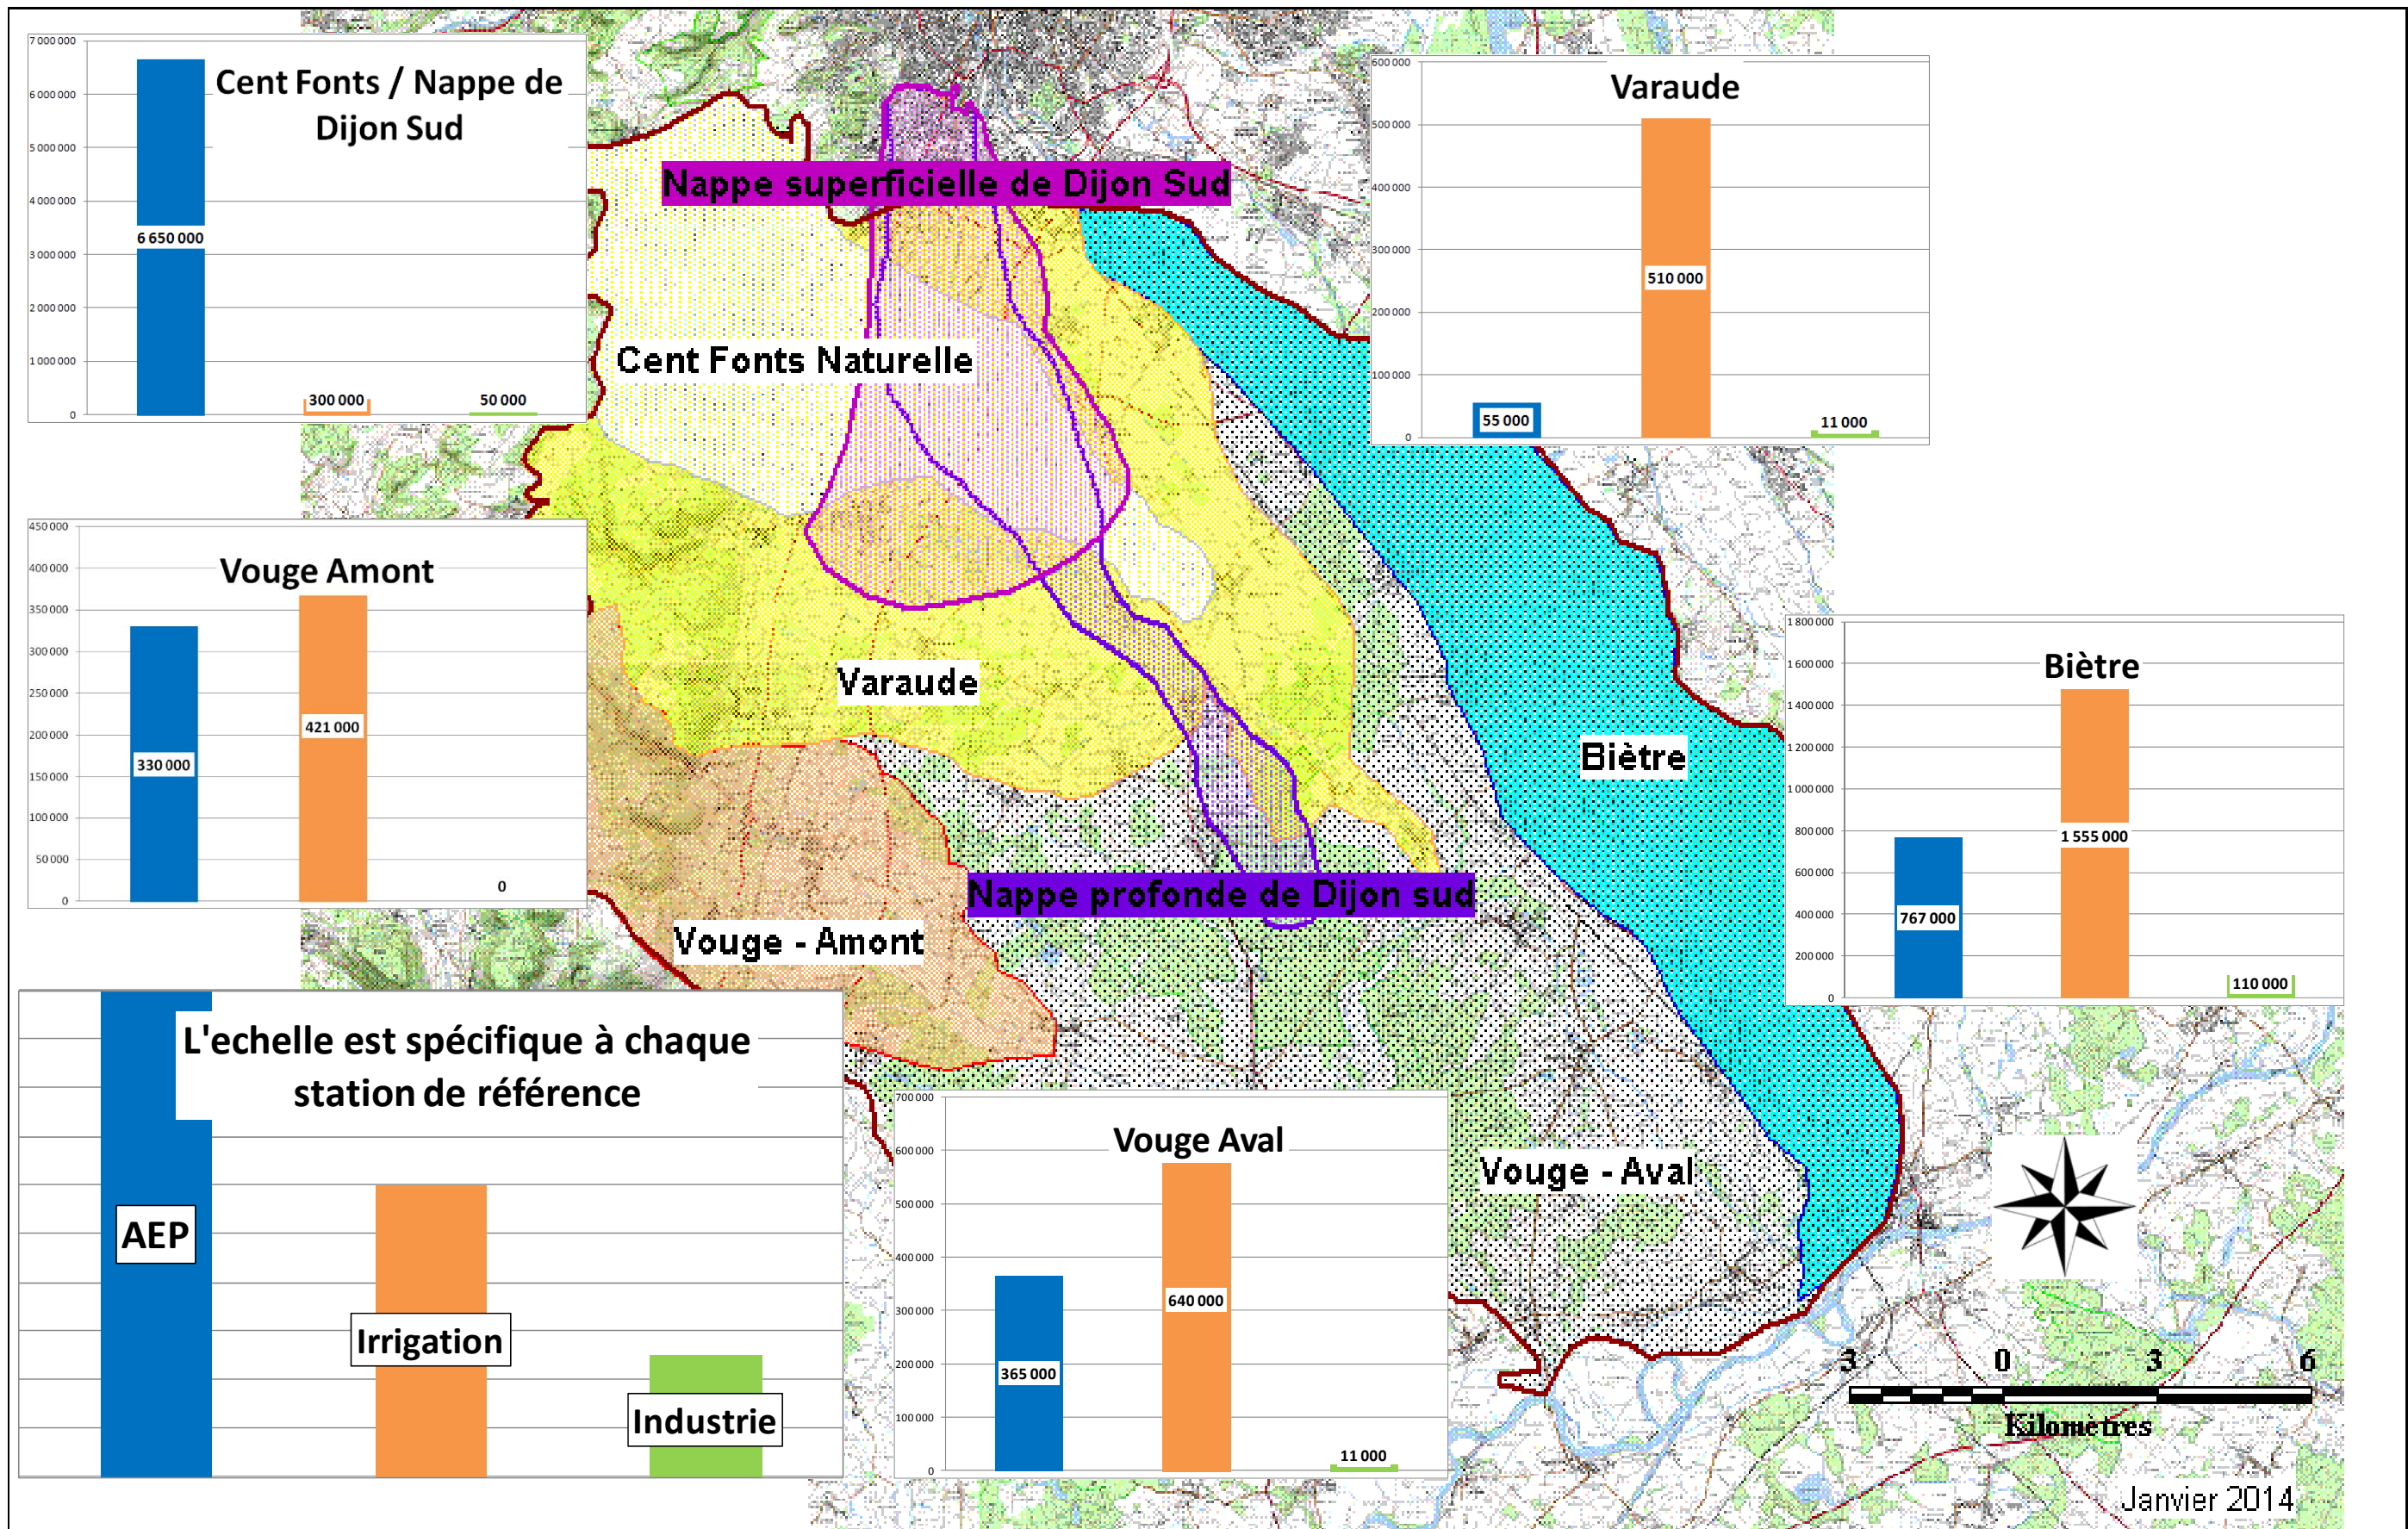 7 000 000
6 000 000
5 000 000
4 000 000
3 000 000
2 000 000
1 000 000
0
Cent Fonts / Nappe de
Dijon Sud
6 650 000
300 000
50 000
600 000
500 000
400 000
300 000
200 000
100 000
0
Varaude
55 000
510 000
11 000
Nappe superficielle de Dijon Sud
Cent Fonts Naturelle
450 000
400 000
350 000
300 000
250 000
200 000
150 000
100 000
50 000
0
Vouge Amont
330 000
421 000
0
Varaude
1 800 000
1 600 000
1 400 000
1 200 000
1 000 000
800 000
600 000
400 000
200 000
0
Biètre
767 000
1 555 000
110 000
Biètre
Nappe profonde de Dijon sud
Vouge - Amont
L'echelle est spécifique à chaque
station de référence
AEP
Irrigation
Industrie
700 000
600 000
500 000
400 000
300 000
200 000
100 000
0
Vouge Aval
365 000
640 000
11 000
Vouge - Aval
3 0 3 6
Kilomètres
Janvier 2014